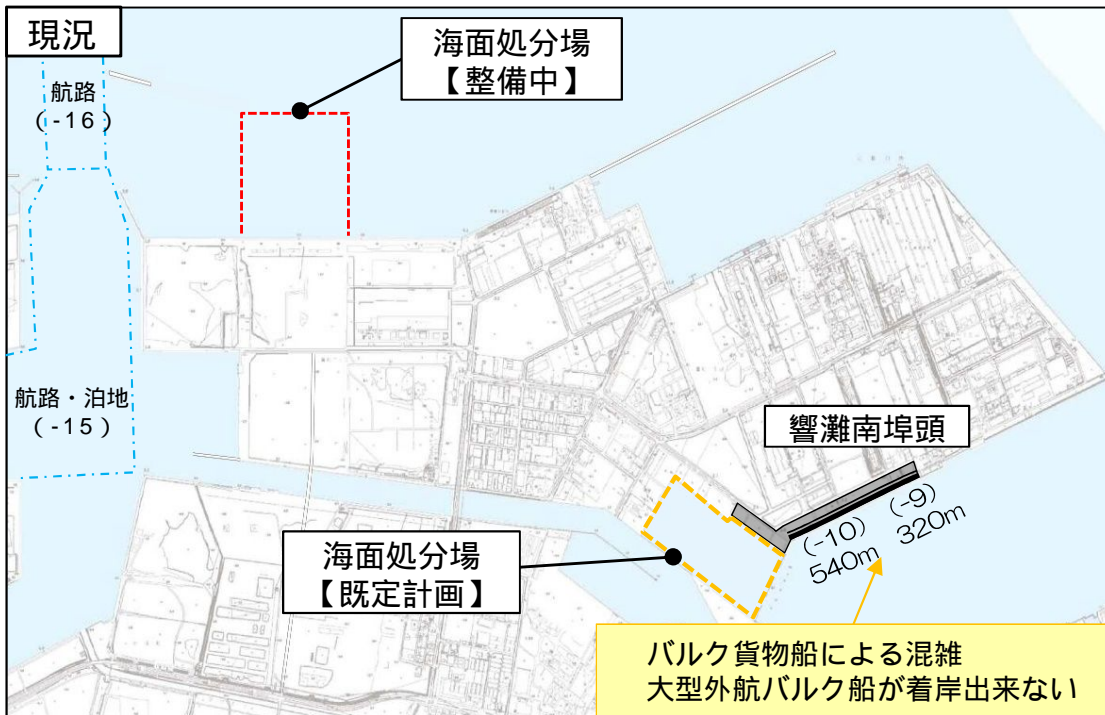 現況
海面処分場
【整備中】
航路
（-16）
航路・泊地
（-15）
響灘南埠頭
(-10)
540m
(-9)
320m
海面処分場
【既定計画】
バルク貨物船による混雑
大型外航バルク船が着岸出来ない